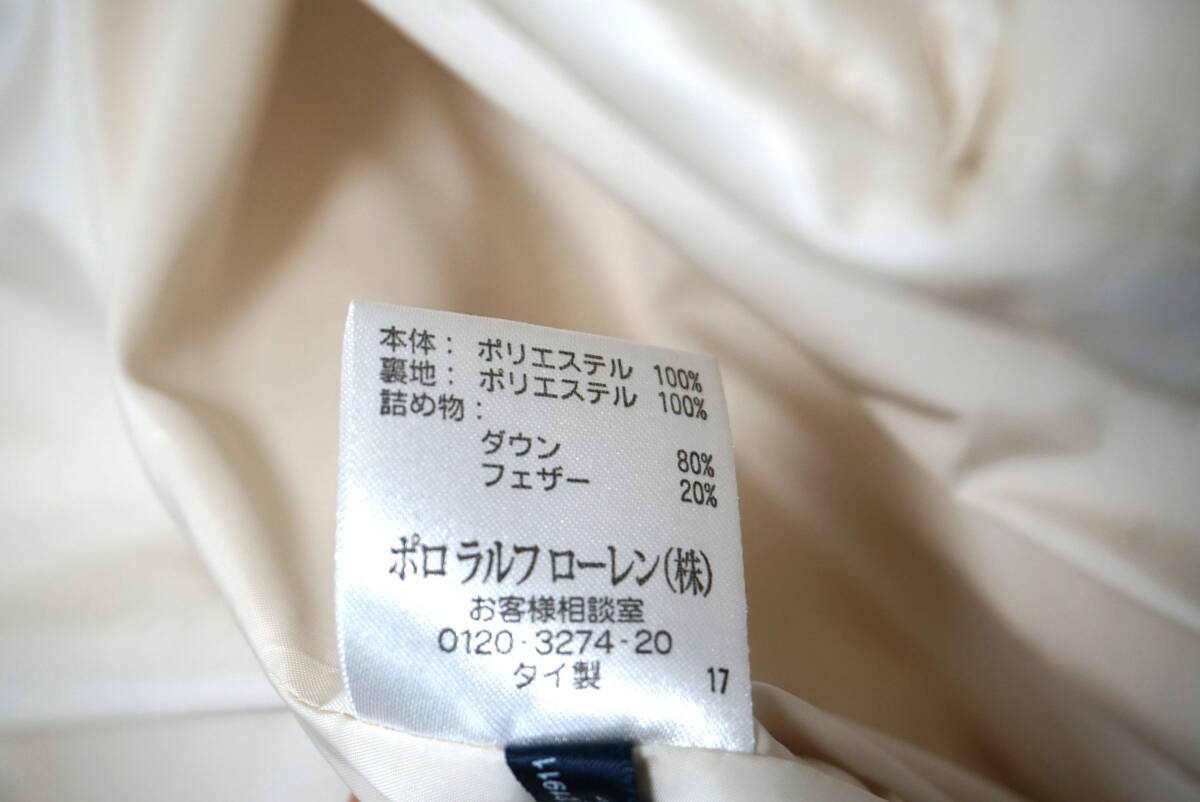 本体: ポリエステル 100%
裏地: ポリエステル 100%
詰め物:
ダウン 80%
フェザー 20%
ポロ ラルフ ローレン(株)
お客様相談室
0120-3274-20
タイ製 17